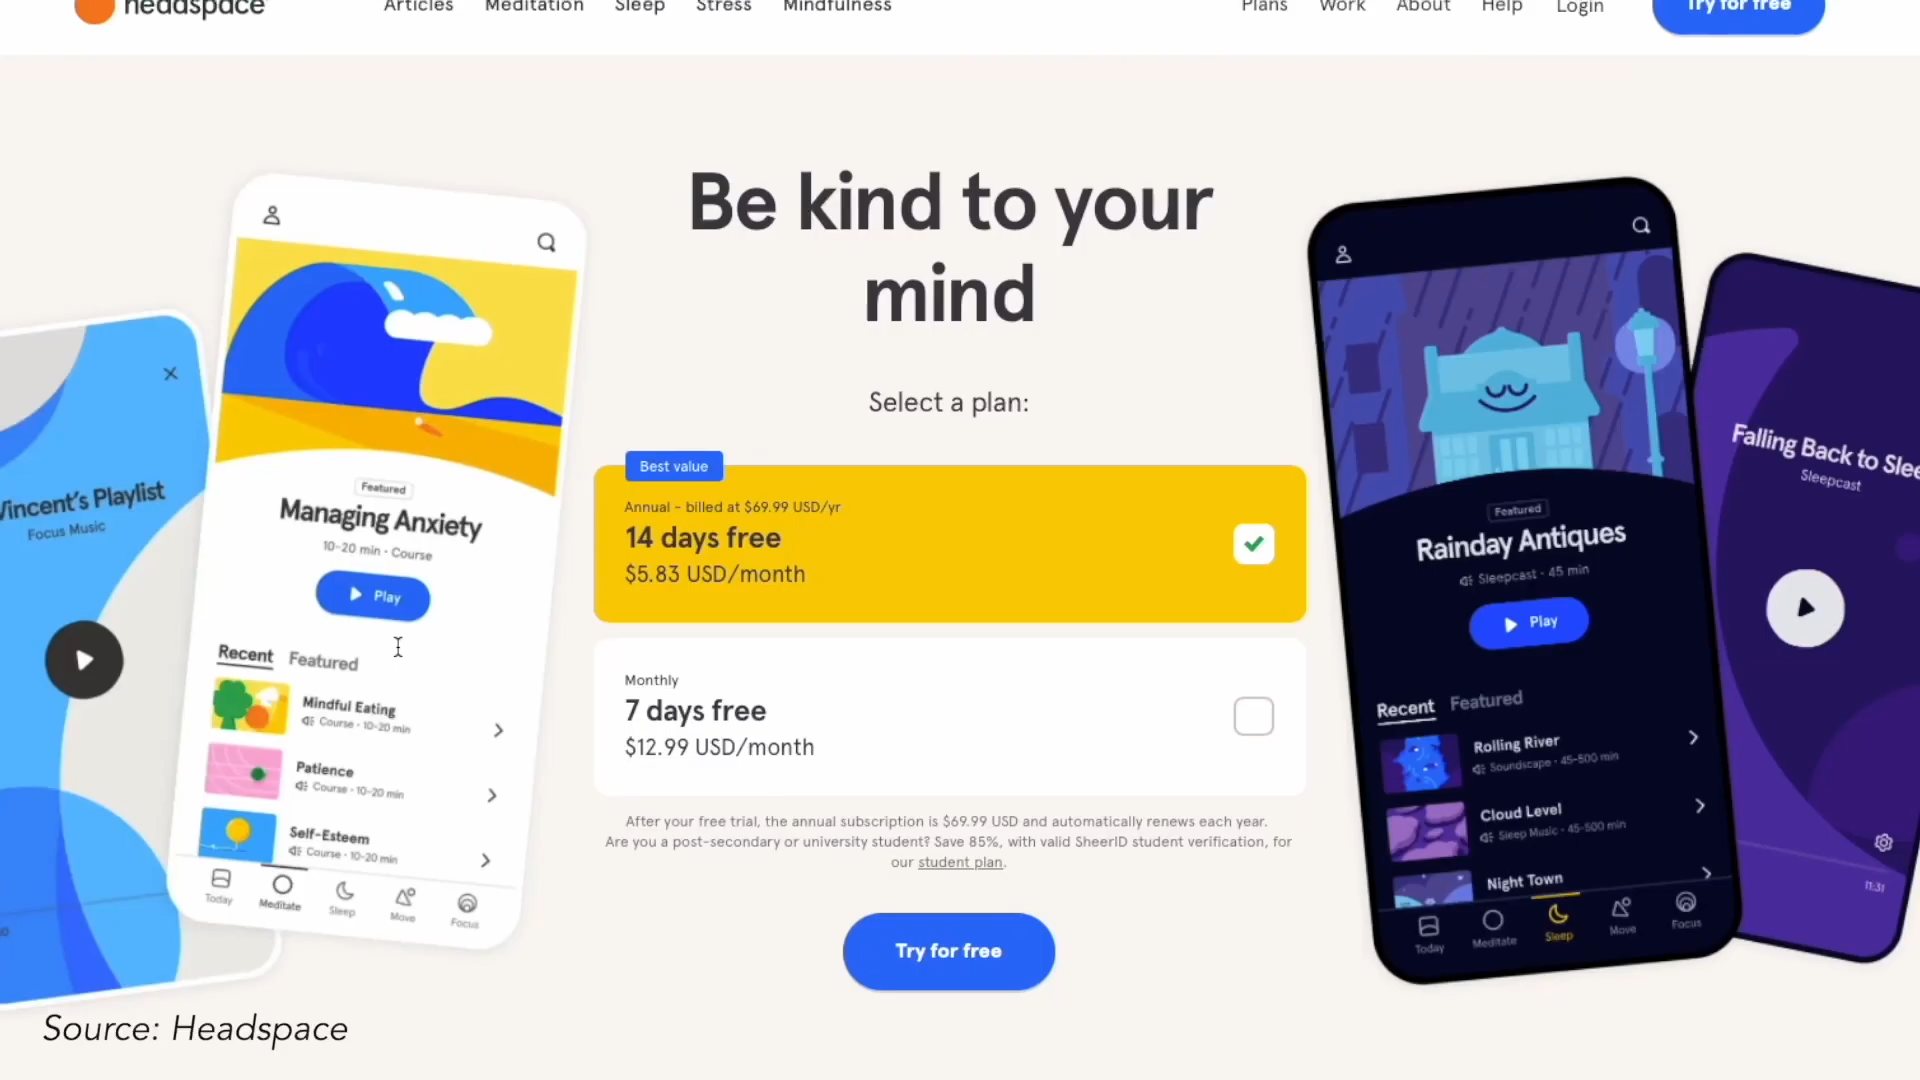 headspace
Articles Meditation Sleep Stress Mindfulness
Plans Work About Help Login Try for free
Be kind to your
mind
Select a plan:
Best value
Annual - billed at $69.99 USD/yr
14 days free
$5.83 USD/month
Monthly
7 days free
$12.99 USD/month
After your free trial, the annual subscription is $69.99 USD and automatically renews each year.
Are you a post-secondary or university student? Save 85%, with valid SheerID student verification, for
our student plan.
Try for free
Vincent's Playlist
Focus Music
Featured
Managing Anxiety
10-20 min · Course
Play
Recent Featured
Mindful Eating
Course · 10-20 min
Patience
Course · 10-20 min
Self-Esteem
Course · 10-20 min
Today Meditate Sleep Move Focus
Featured
Rainday Antiques
Sleepcast · 45 min
Play
Recent Featured
Rolling River
Soundscape · 45-500 min
Cloud Level
Sleep Music · 45-500 min
Night Town
Today Meditate Sleep Move Focus
Falling Back to Slee
Sleepcast
11:31
Source: Headspace